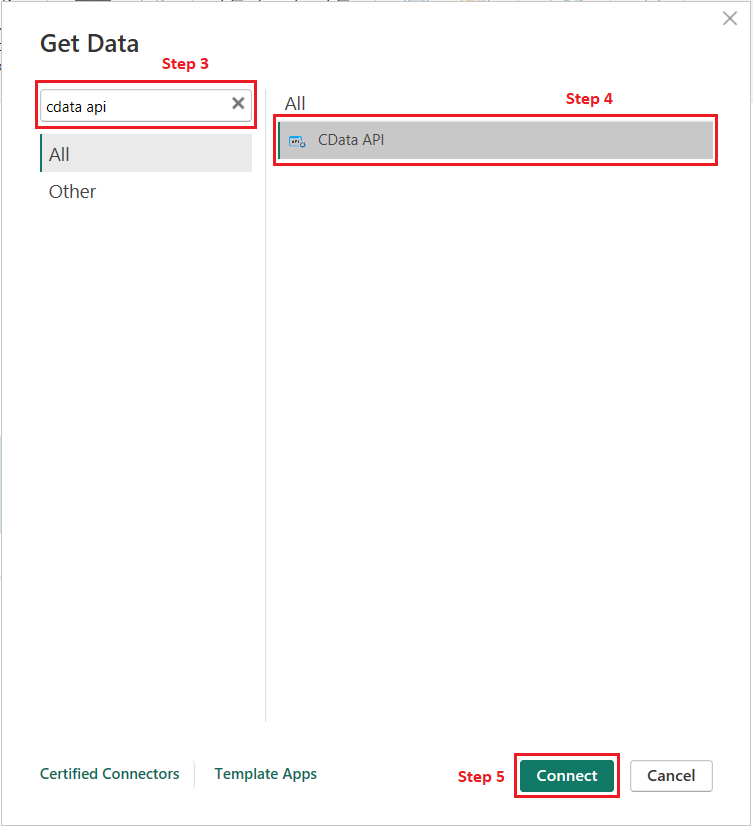 Get Data
Step 3
cdata api
All
Other
All
Step 4
CData API
Certified Connectors
Template Apps
Step 5
Connect
Cancel